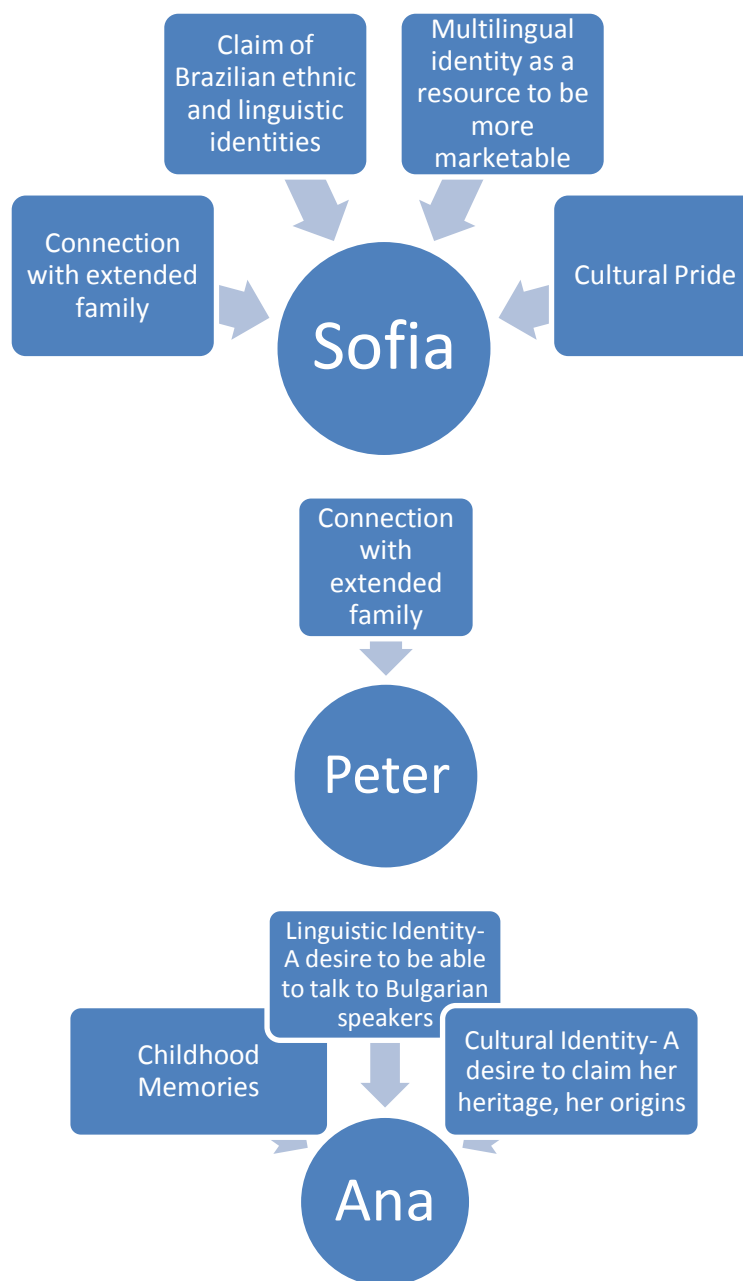 Claim of
Brazilian ethnic
and linguistic
identities
Multilingual
identity as a
resource to be
more
marketable
Connection
with extended
family
Cultural Pride
Sofia
Connection
with
extended
family
Peter
Linguistic Identity-
A desire to be able
to talk to Bulgarian
speakers
Childhood
Memories
Cultural Identity- A
desire to claim her
heritage, her origins
Ana